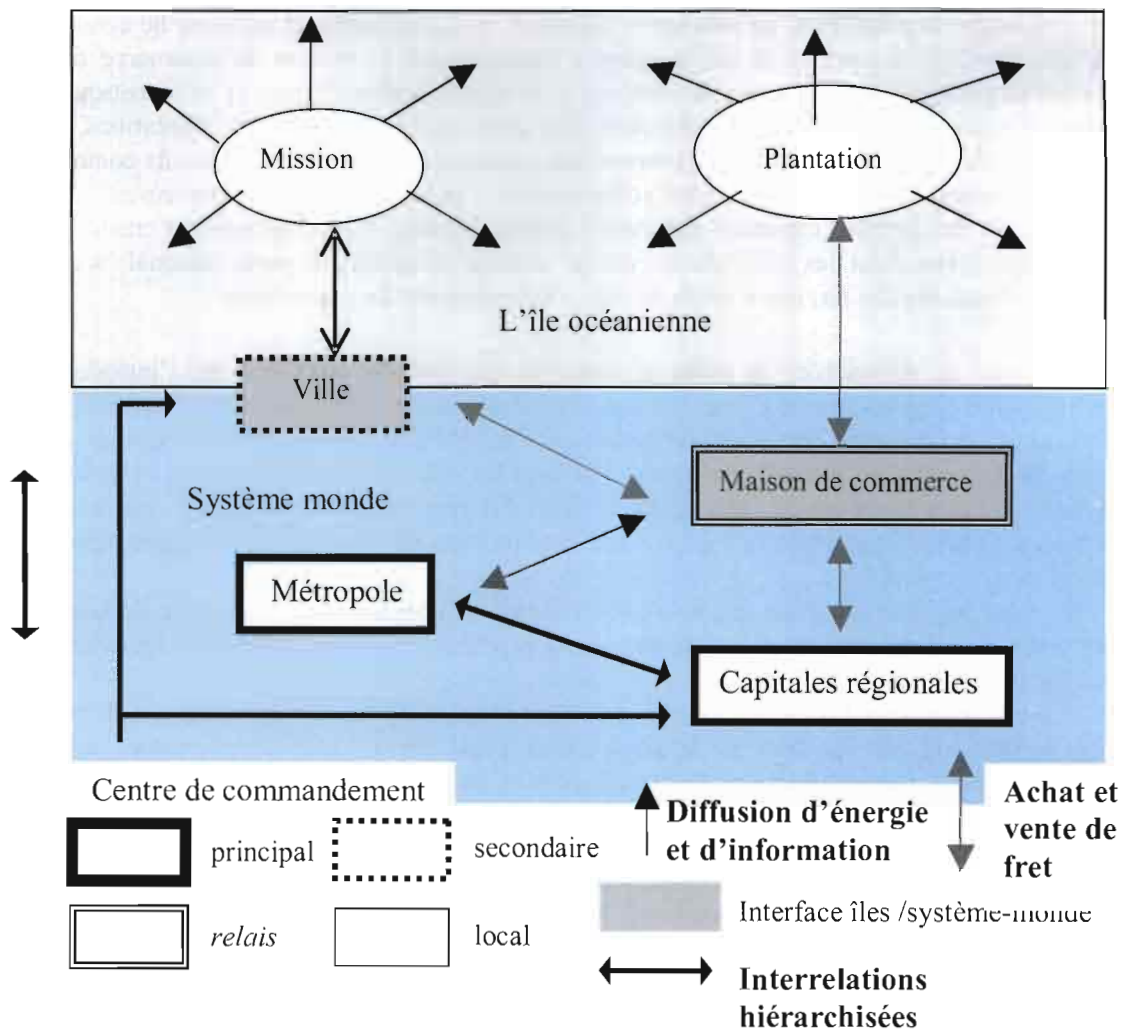 Mission
Plantation
L'île océanienne
Ville
Système monde
Maison de commerce
Métropole
Capitales régionales
Centre de commandement
principal
secondaire
relais
local
Diffusion d'énergie
et d'information
Achat et
vente de
fret
Interface îles /système-monde
Interrelations
hiérarchisées